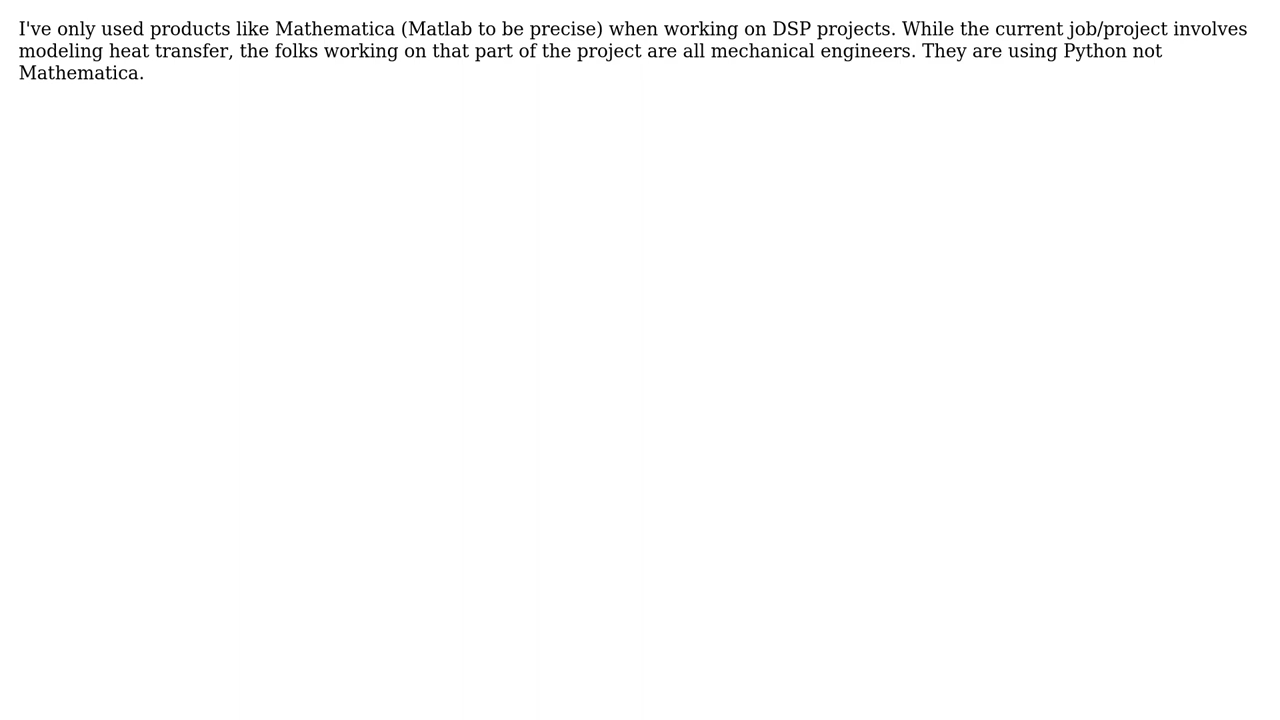 I've only used products like Mathematica (Matlab to be precise) when working on DSP projects. While the current job/project involves
modeling heat transfer, the folks working on that part of the project are all mechanical engineers. They are using Python not
Mathematica.